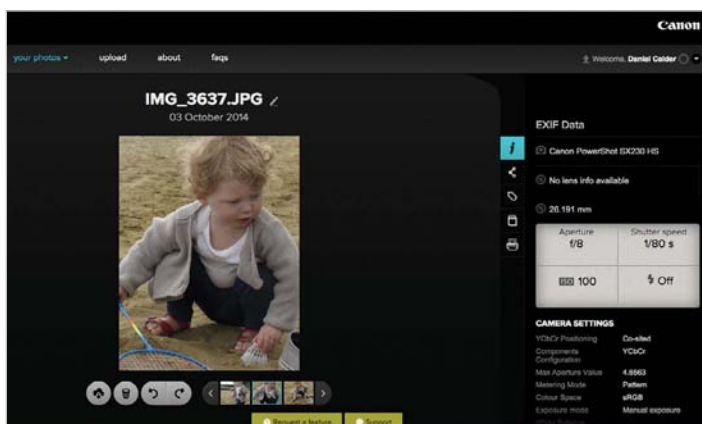 Canon
your photos
upload
about
faqs
Welcome, Daniel Calder
IMG_3637.JPG
03 October 2014
EXIF Data
Canon PowerShot SX230 HS
No lens info available
26.191 mm
Aperture
f/8
Shutter speed
1/80 s
ISO 100
Off
CAMERA SETTINGS
YCbCr Positioning Co-sited
Components Configuration YCbCr
Max Aperture Value 4.6563
Metering Mode Pattern
Colour Space sRGB
Exposure mode Manual exposure
Request a feature
Support